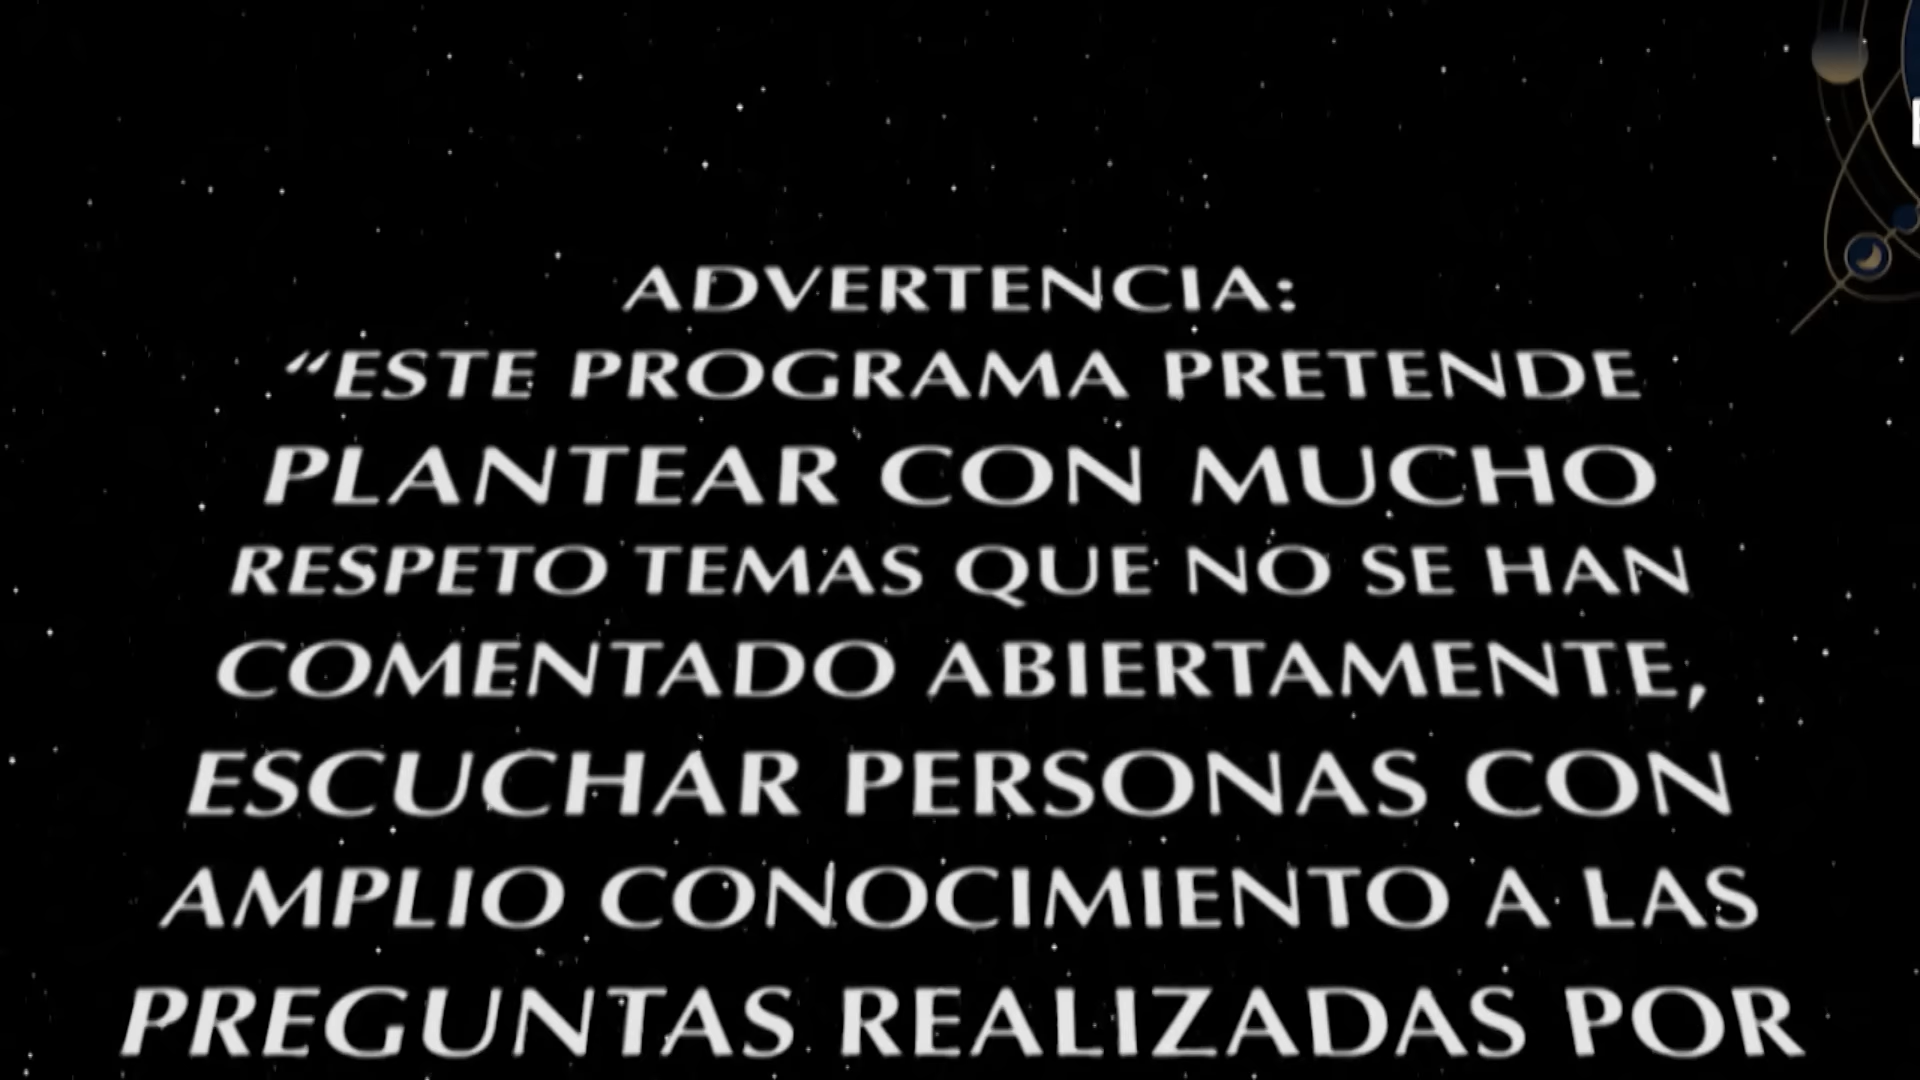 ADVERTENCIA:
“ESTE PROGRAMA PRETENDE
PLANTEAR CON MUCHO
RESPETO TEMAS QUE NO SE HAN
COMENTADO ABIERTAMENTE,
ESCUCHAR PERSONAS CON
AMPLIO CONOCIMIENTO A LAS
PREGUNTAS REALIZADAS POR